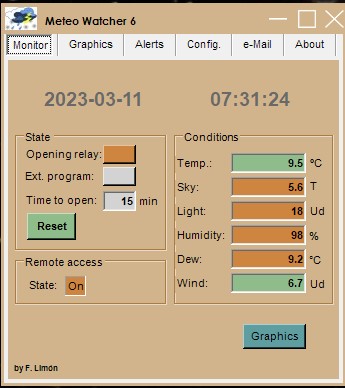 Meteo Watcher 6
Monitor Graphics Alerts Config. e-Mail About
2023-03-11 07:31:24
State
Opening relay:
Ext. program:
Time to open: 15 min
Reset
Remote access
State: On
Conditions
Temp.: 9.5 ºC
Sky: 5.6 T
Light: 18 Ud
Humidity: 98 %
Dew: 9.2 ºC
Wind: 6.7 Ud
Graphics
by F. Limón